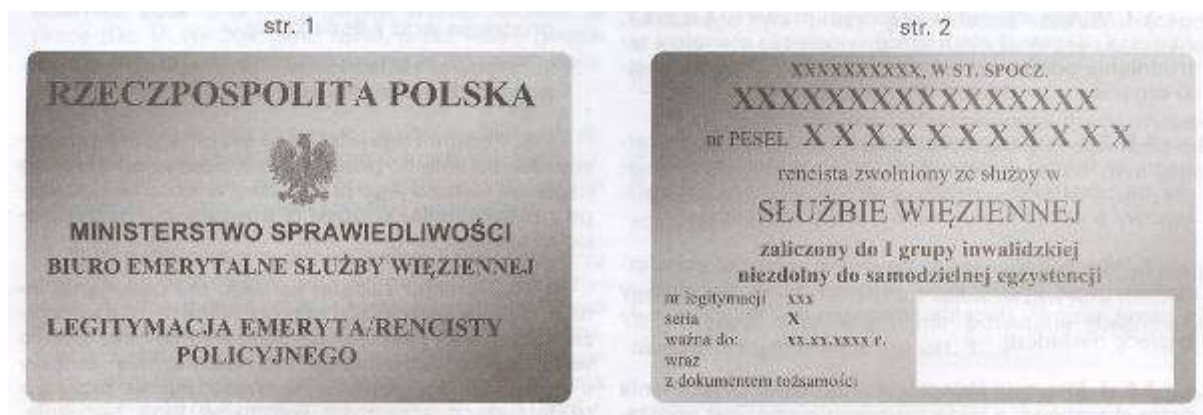 str. 1
RZECZPOSPOLITA POLSKA
MINISTERSTWO SPRAWIEDLIWOŚCI
BIURO EMERYTALNE SŁUŻBY WIĘZIENNEJ
LEGITYMACJA EMERYTA/RENCISTY
POLICYJNEGO
str. 2
XXXXXXXXXX, W ST. SPOCZ.
XXXXXXXXXXXXXXXX
nr PESEL X X X X X X X X X X X
rencista zwolniony ze służby w
SŁUŻBIE WIĘZIENNEJ
zaliczony do I grupy inwalidzkiej
niezdolny do samodzielnej egzystencji
nr legitymacji xxx
seria X
ważna do: xx.xx.xxxx r.
wraz
z dokumentem tożsamości